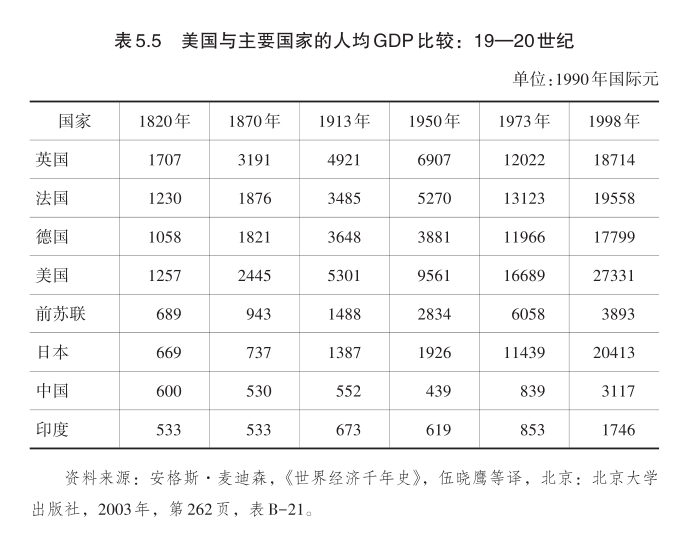 表5.5　美国与主要国家的人均GDP比较：19—20世纪
单位:1990年国际元
国家 1820年 1870年 1913年 1950年 1973年 1998年
英国 1707 3191 4921 6907 12022 18714
法国 1230 1876 3485 5270 13123 19558
德国 1058 1821 3648 3881 11966 17799
美国 1257 2445 5301 9561 16689 27331
前苏联 689 943 1488 2834 6058 3893
日本 669 737 1387 1926 11439 20413
中国 600 530 552 439 839 3117
印度 533 533 673 619 853 1746
资料来源：安格斯·麦迪森，《世界经济千年史》，伍晓鹰等译，北京：北京大学
出版社，2003年，第262页，表B-21。